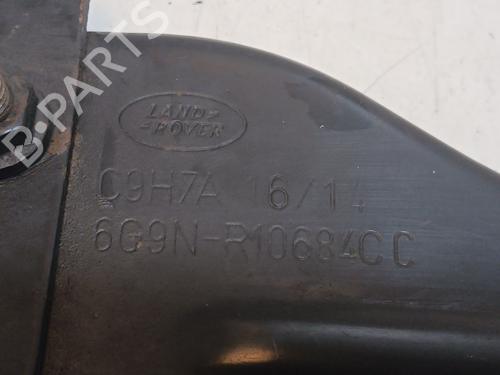 B-PARTS
LAND-
-ROVER
C9H7A 16/14
6G9N-R10684CC